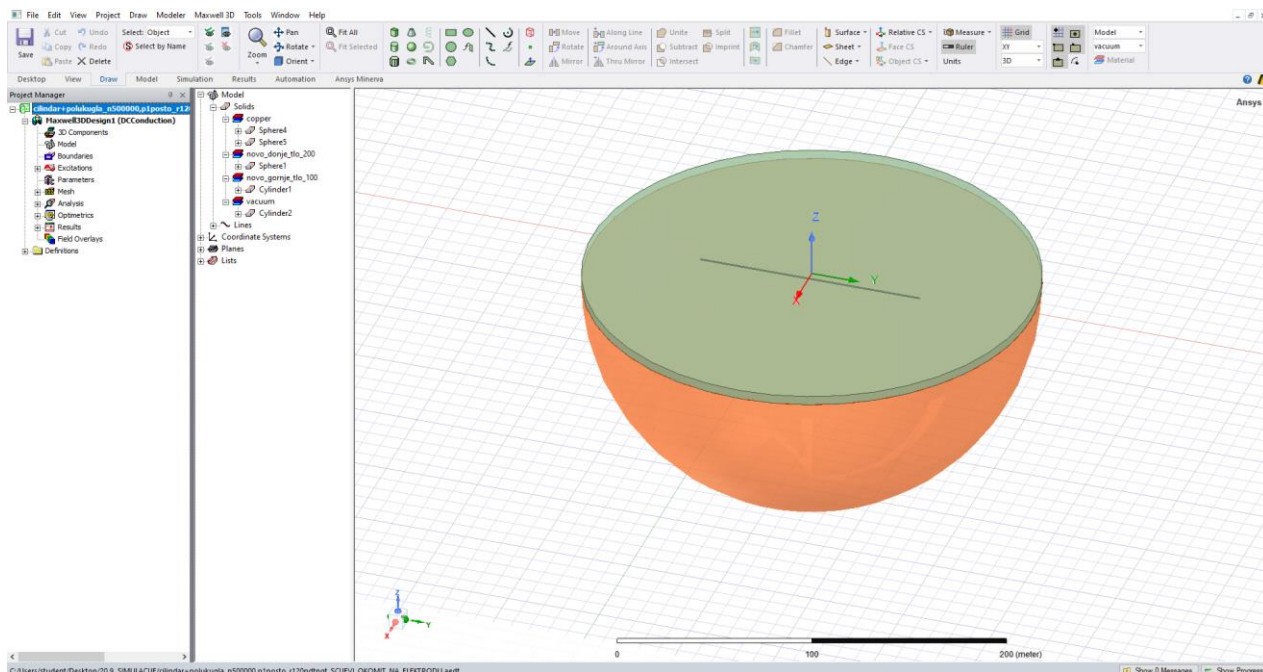 File Edit View Project Draw Modeler Maxwell 3D Tools Window Help
Save
Cut Undo
Copy Redo
Paste Delete
Select: Object
Select by Name
Zoom
Pan
Rotate
Orient
Fit All
Fit Selected
Move Along Line
Rotate Around Axis
Mirror Thru Mirror
Unite Split
Subtract Imprint
Intersect
Fillet
Chamfer
Surface
Sheet
Edge
Relative CS
Face CS
Object CS
Measure
Ruler
Units
Grid
XY
3D
Model
vacuum
Material
Desktop View Draw Model Simulation Results Automation Ansys Minerva
Project Manager
cilindar+polukugla_n500000,p1posto_r120
Maxwell3DDesign1 (DCConduction)
3D Components
Model
Boundaries
Excitations
Parameters
Mesh
Analysis
Optimetrics
Results
Field Overlays
Definitions
Model
Solids
copper
Sphere4
Sphere5
novo_donje_tlo_200
Sphere1
novo_gornje_tlo_100
Cylinder1
vacuum
Cylinder2
Lines
Coordinate Systems
Planes
Lists
Ansys
Z
Y
X
Z
Y
X
0 100 200 (meter)
Show 0 Messages Show Progress